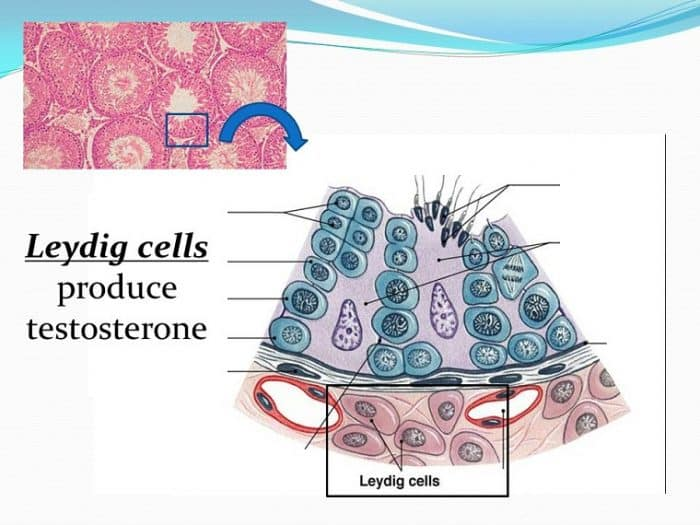 Leydig cells
produce
testosterone
Leydig cells